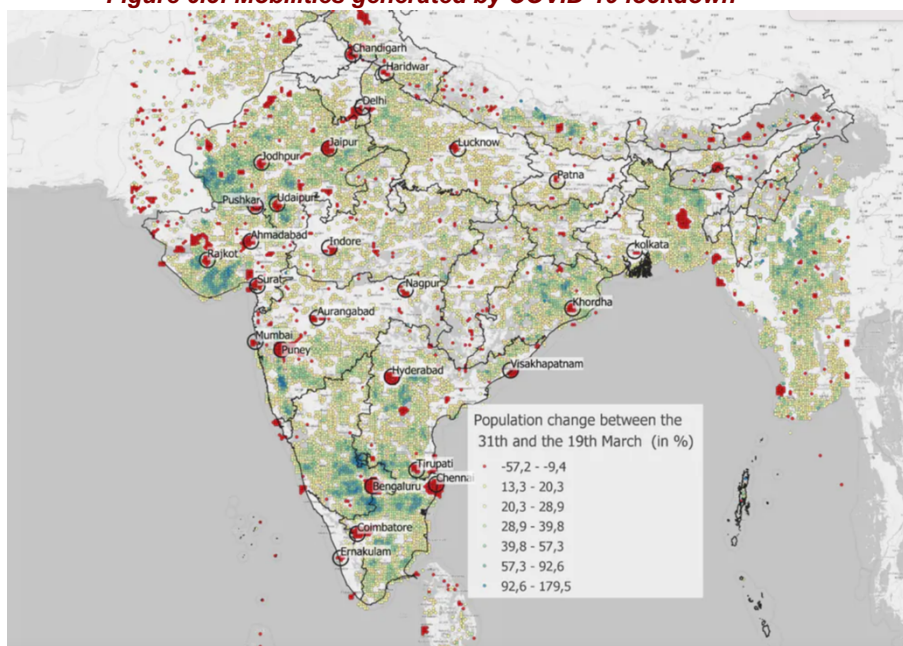 Figure 6.8: Mobilities generated by COVID-19 lockdown
Chandigarh
Haridwar
Delhi
Jaipur
Lucknow
Jodhpur
Patna
Pushkar
Udaipur
Ahmadabad
Indore
kolkata
Rajkot
Surat
Nagpur
Khordha
Aurangabad
Mumbai
Puney
Hyderabad
Visakhapatnam
Population change between the
31th and the 19th March (in %)
-57,2 - -9,4
13,3 - 20,3
20,3 - 28,9
28,9 - 39,8
39,8 - 57,3
57,3 - 92,6
92,6 - 179,5
Tirupati
Bengaluru
Chennai
Coimbatore
Ernakulam